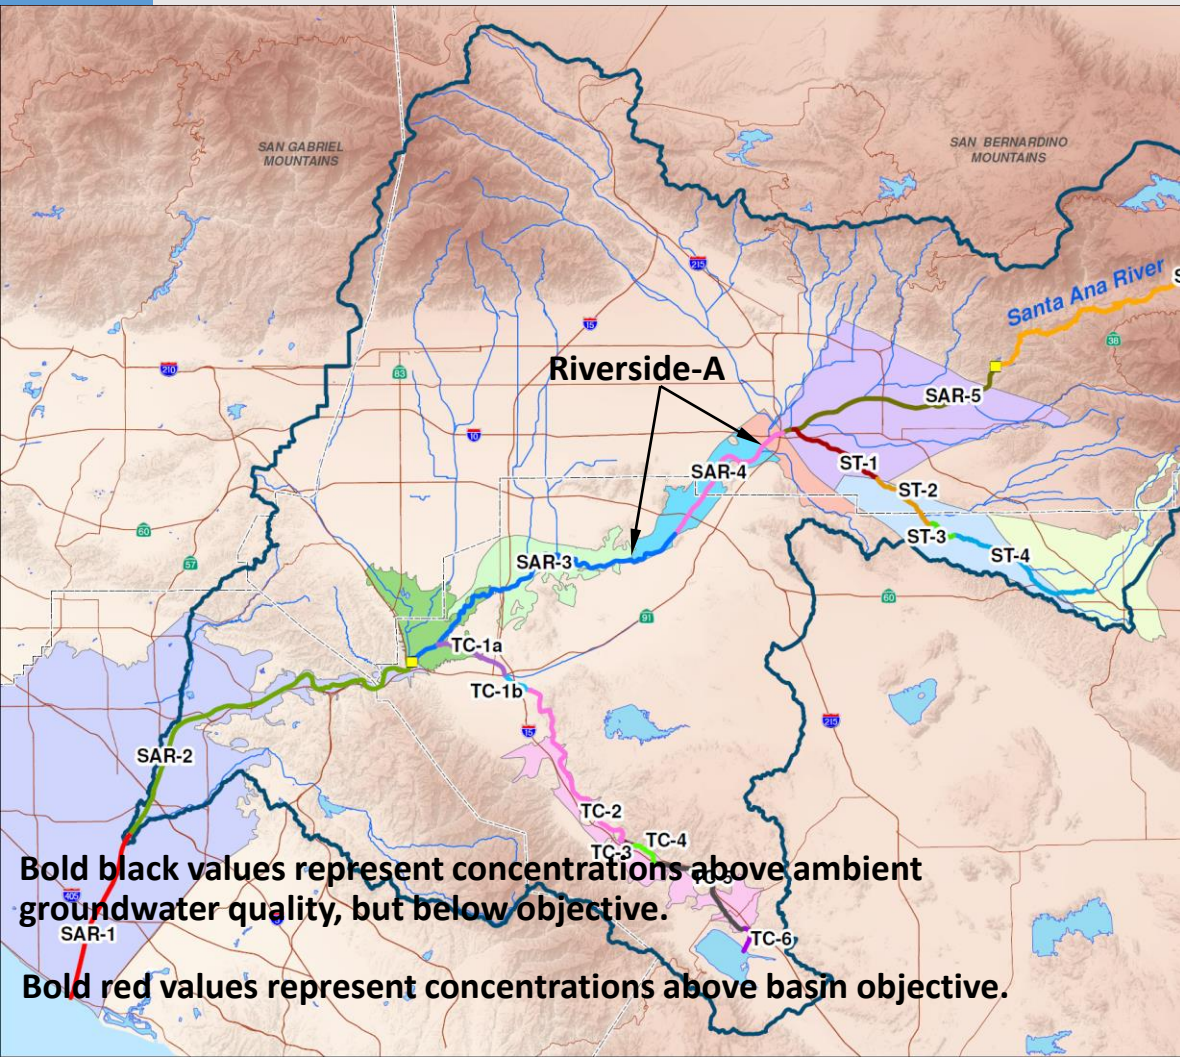 SAN GABRIEL
MOUNTAINS
SAN BERNARDINO
MOUNTAINS
215
Santa Ana River
S
38
15
210
83
Riverside-A
SAR-5
10
SAR-4
ST-1
ST-2
60
57
ST-3
ST-4
SAR-3
60
91
TC-1a
TC-1b
15
215
SAR-2
TC-2
TC-4
TC-3
Bold black values represent concentrations above ambient
groundwater quality, but below objective.
405
SAR-1
TC-6
Bold red values represent concentrations above basin objective.